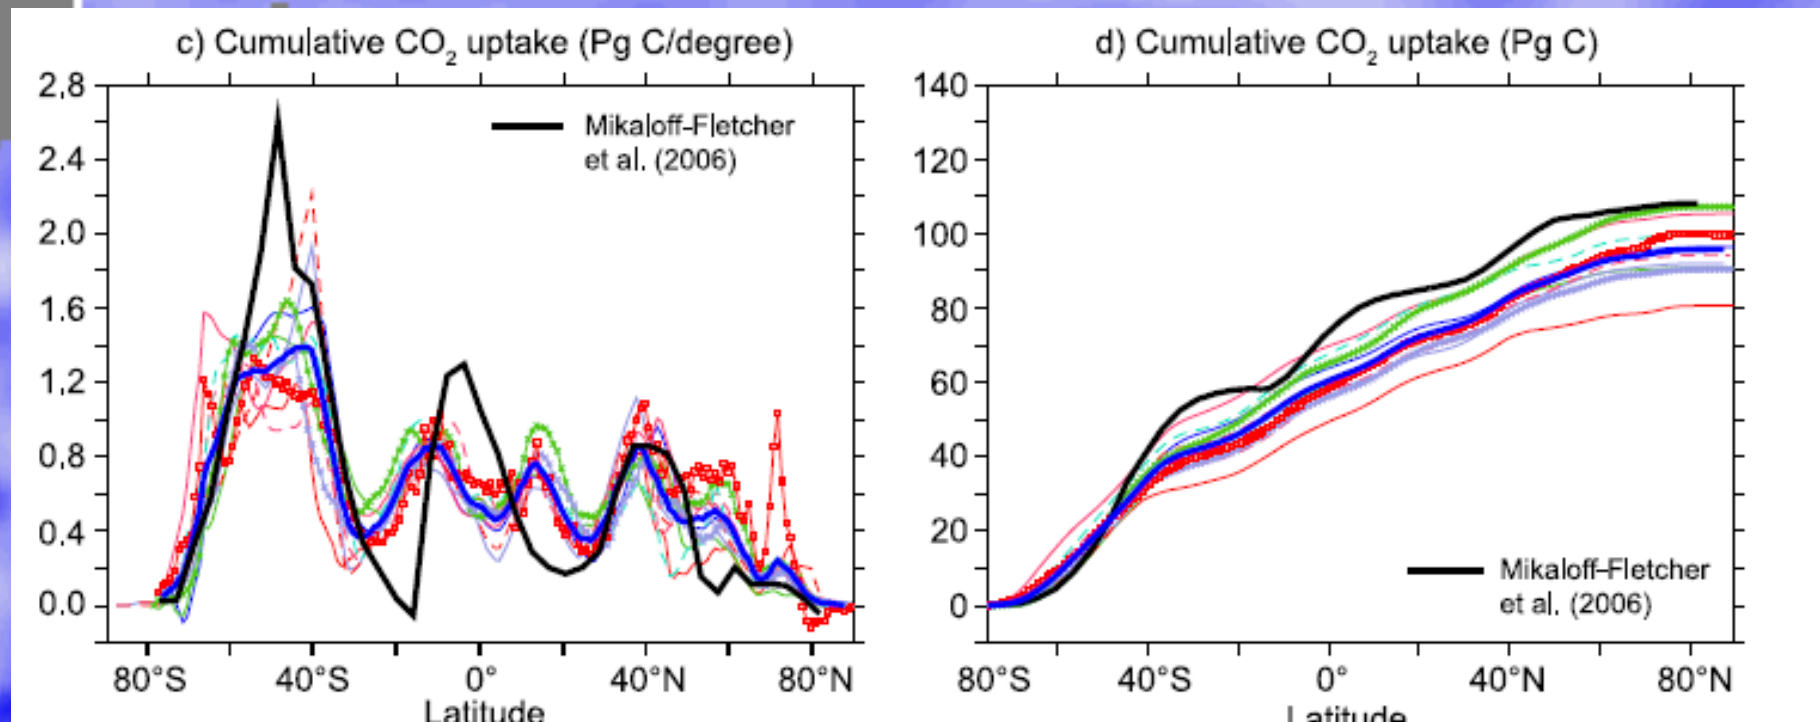 c) Cumulative CO₂ uptake (Pg C/degree)
2.8
2.4
2.0
1.6
1.2
0.8
0.4
0.0
Mikaloff-Fletcher
et al. (2006)
80°S 40°S 0° 40°N 80°N
Latitude
d) Cumulative CO₂ uptake (Pg C)
140
120
100
80
60
40
20
0
Mikaloff-Fletcher
et al. (2006)
80°S 40°S 0° 40°N 80°N
Latitude